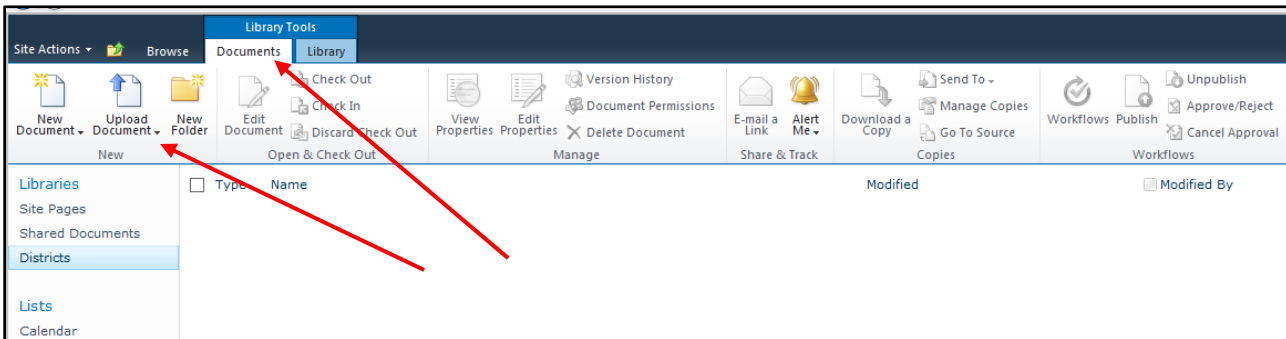 Library Tools
Site Actions Browse Documents Library
New Document Upload Document New Folder
New
Edit Document
Check Out
Check In
Discard Check Out
Open & Check Out
View Properties Edit Properties
Version History
Document Permissions
Delete Document
Manage
E-mail a Link Alert Me
Share & Track
Download a Copy
Send To
Manage Copies
Go To Source
Copies
Workflows Publish
Unpublish
Approve/Reject
Cancel Approval
Workflows
Libraries
Site Pages
Shared Documents
Districts
Lists
Calendar
Type Name Modified Modified By